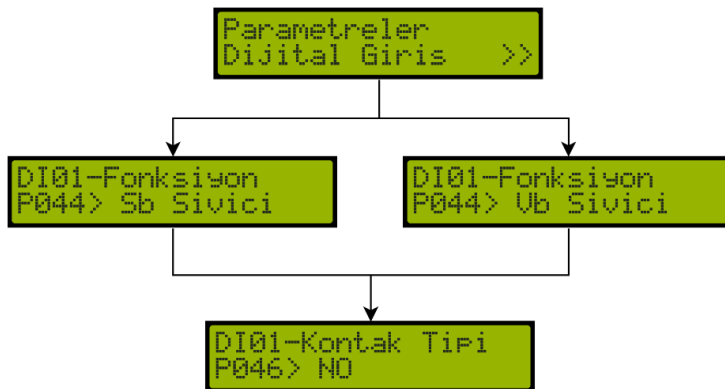 Parametreler
Dijital Giris >>
DI01-Fonksiyon
P044> Sb Sivici
DI01-Fonksiyon
P044> Vb Sivici
DI01-Kontak Tipi
P046> NO